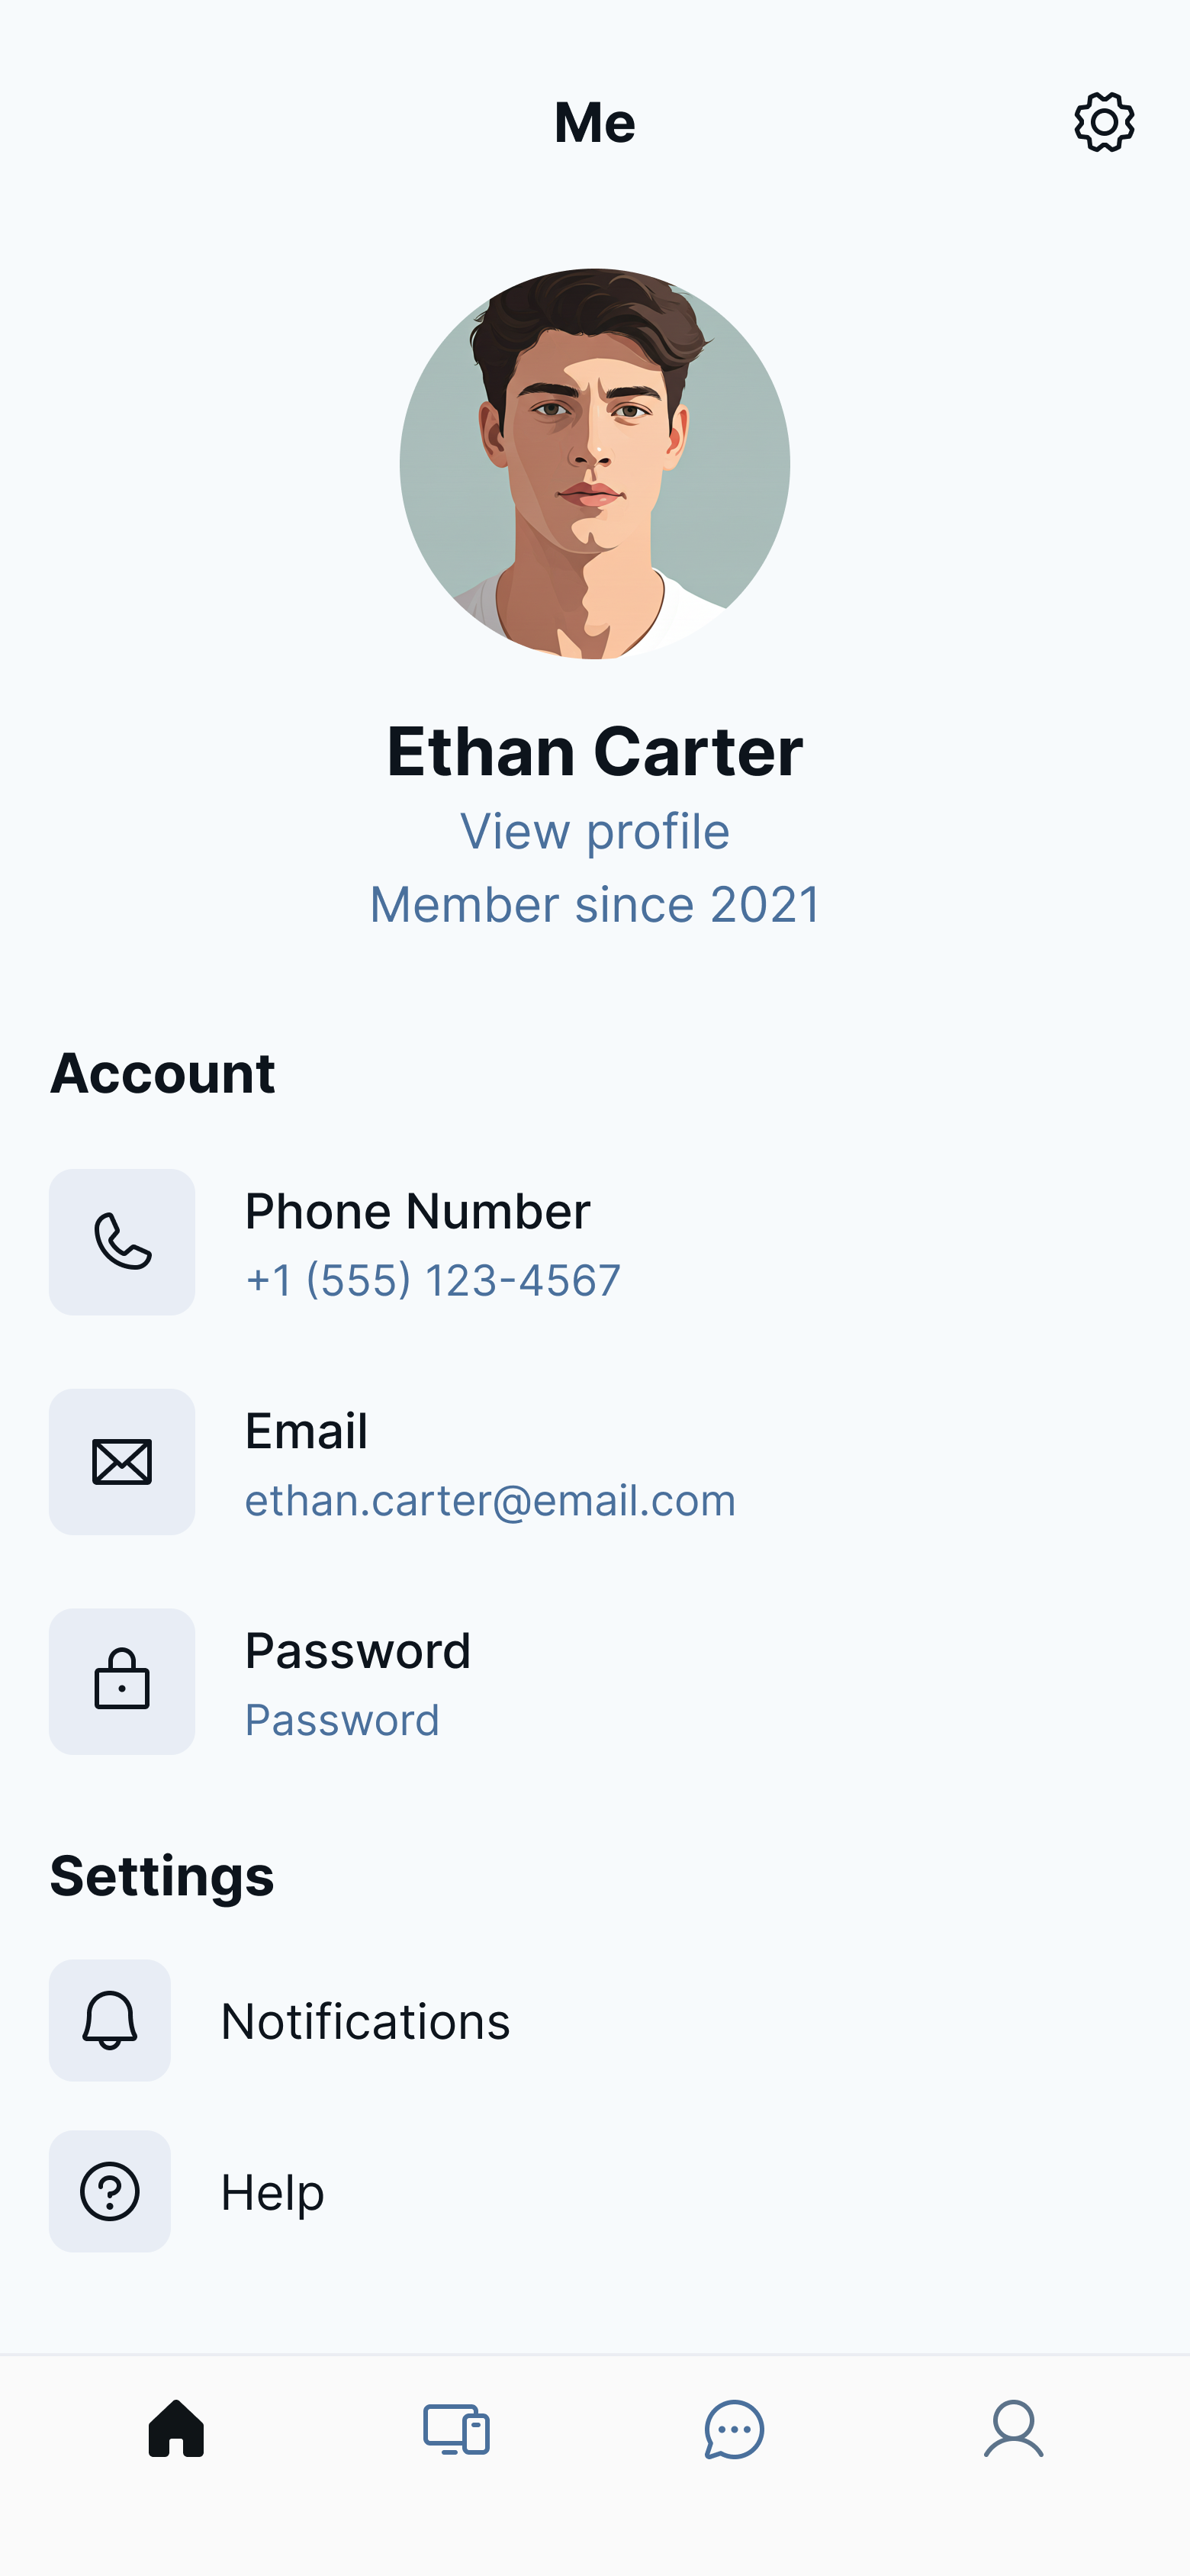 Me
Ethan Carter
View profile
Member since 2021
Account
Phone Number
+1 (555) 123-4567
Email
ethan.carter@email.com
Password
Password
Settings
Notifications
Help